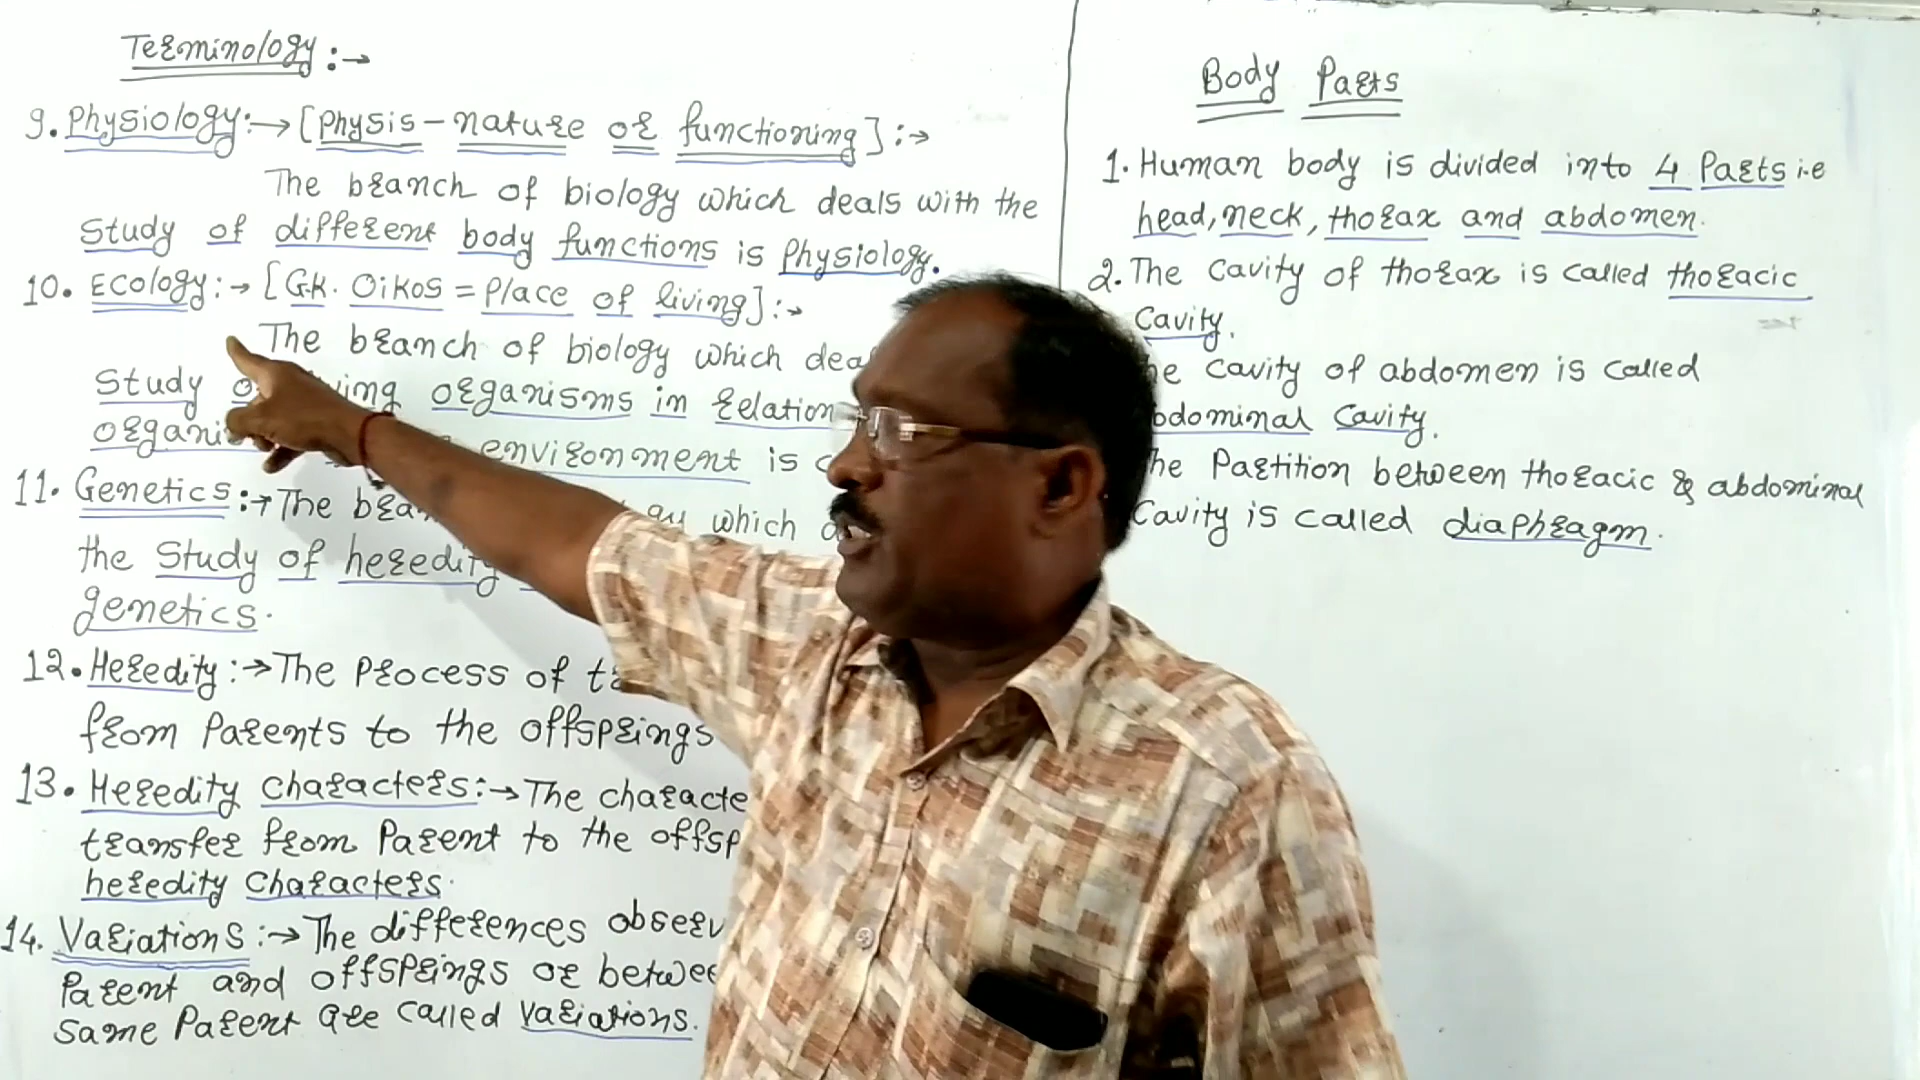 Terminology :→
9. Physiology :→ [Physis - nature or functioning] :→
The branch of biology which deals with the
Study of different body functions is Physiology.
10. Ecology :→ [GK. Oikos = Place of living] :→
The branch of biology which
Study organisms in relation
environment is
11. Genetics :→ The which
the Study of heredity
genetics.
12. Heredity :→ The Process of
from Parents to the offsprings
13. Heredity Characters :→ The
transfer from Parent to the
heredity Characters.
14. Variations :→ The differences
Parent and offsprings or
Same Parent are called variations.
Body Parts
1. Human body is divided into 4 Parts i.e
head, neck, thorax and abdomen.
2. The Cavity of thorax is called thoracic
Cavity.
Cavity of abdomen is called
Cavity.
Partition between thoracic & abdominal
Cavity is called diaphragm.